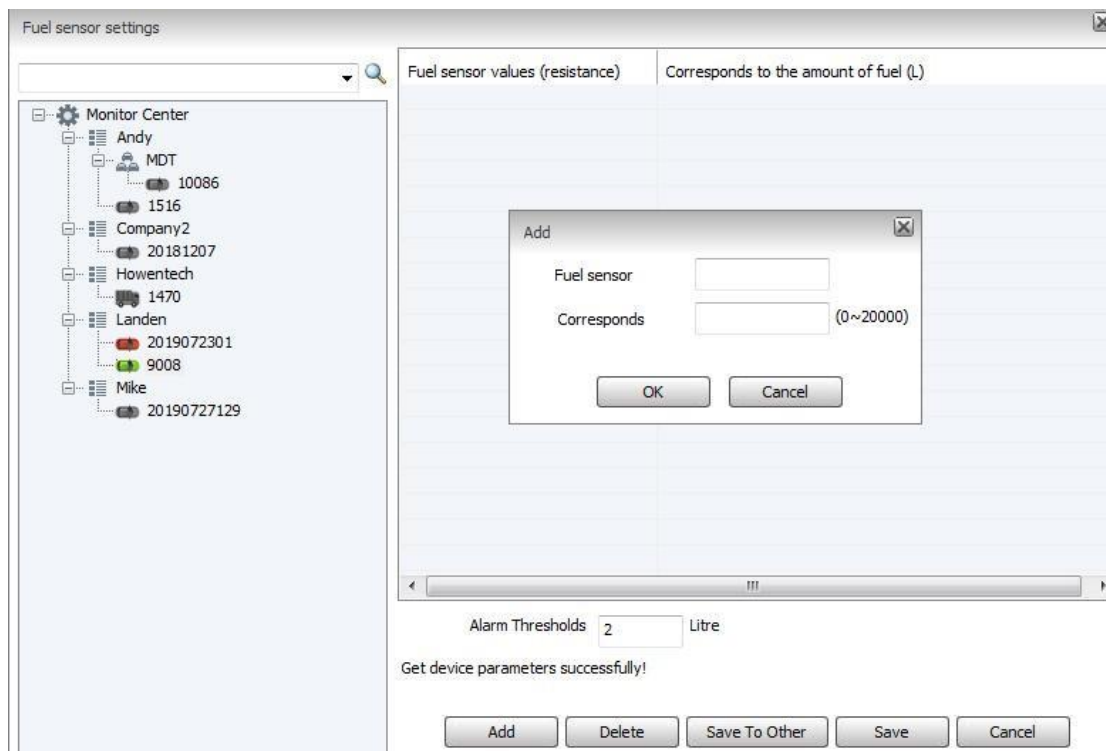 Fuel sensor settings
Monitor Center
Andy
MDT
10086
1516
Company2
20181207
Howentech
1470
Landen
2019072301
9008
Mike
20190727129
Fuel sensor values (resistance) Corresponds to the amount of fuel (L)
Add
Fuel sensor
Corresponds (0~20000)
OK Cancel
Alarm Thresholds 2 Litre
Get device parameters successfully!
Add Delete Save To Other Save Cancel